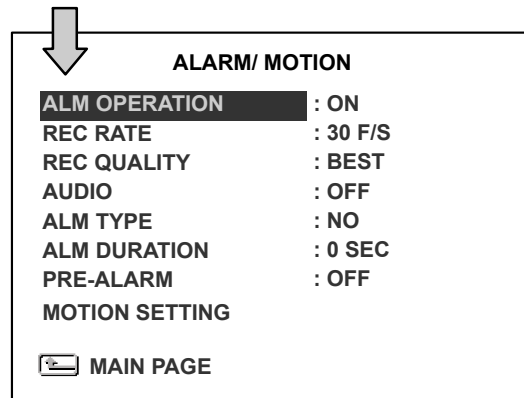 ALARM/ MOTION
ALM OPERATION : ON
REC RATE : 30 F/S
REC QUALITY : BEST
AUDIO : OFF
ALM TYPE : NO
ALM DURATION : 0 SEC
PRE-ALARM : OFF
MOTION SETTING
MAIN PAGE